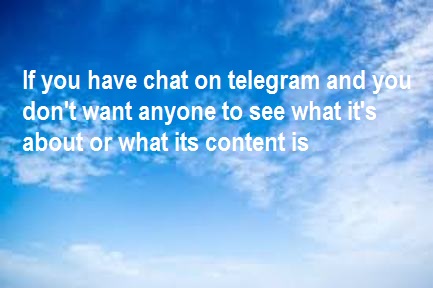 If you have chat on telegram and you
don't want anyone to see what it's
about or what its content is